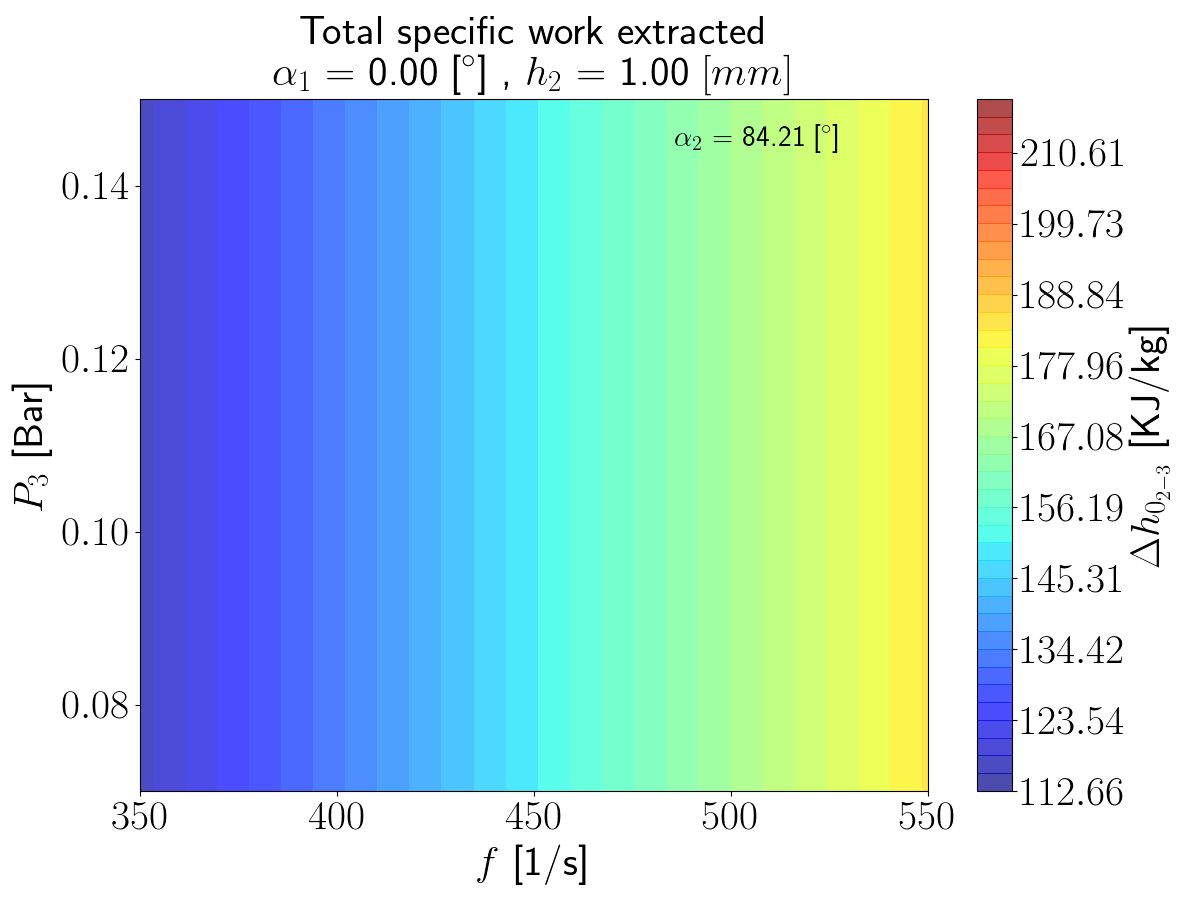 Total specific work extracted
α₁ = 0.00 [°] , h₂ = 1.00 [mm]
α₂ = 84.21 [°]
0.14
0.12
0.10
0.08
P₃ [Bar]
350 400 450 500 550
f [1/s]
210.61
199.73
188.84
177.96
167.08
156.19
145.31
134.42
123.54
112.66
Δh₀₂₋₃ [KJ/kg]